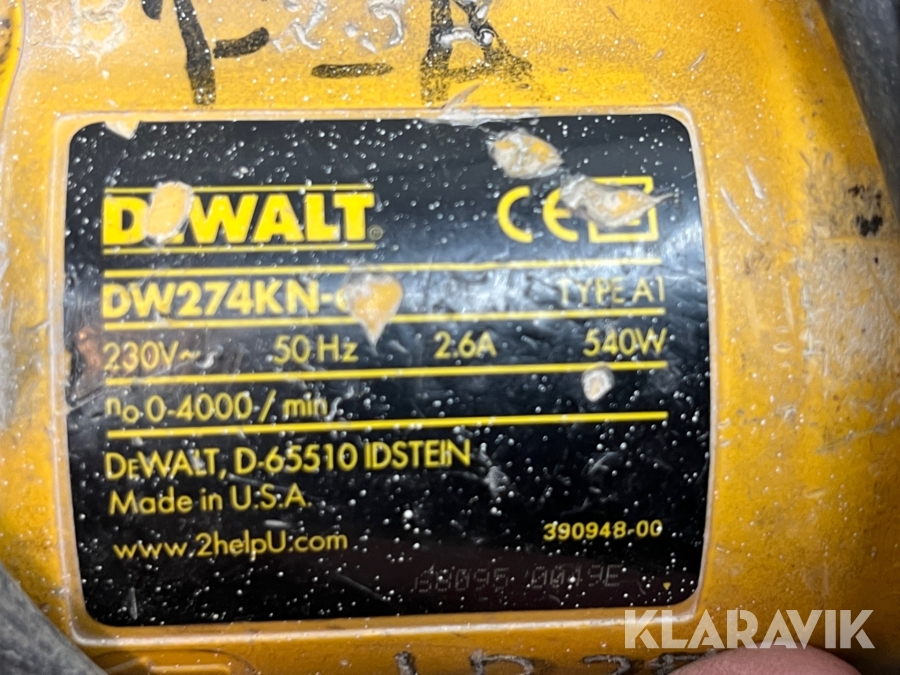 DEWALT
CE
DW274KN-
TYPE A1
230V~ 50 Hz 2.6A 540W
no 0-4000 / min
DEWALT, D-65510 IDSTEIN
Made in U.S.A.
www.2helpU.com
390948-00
KLARAVIK